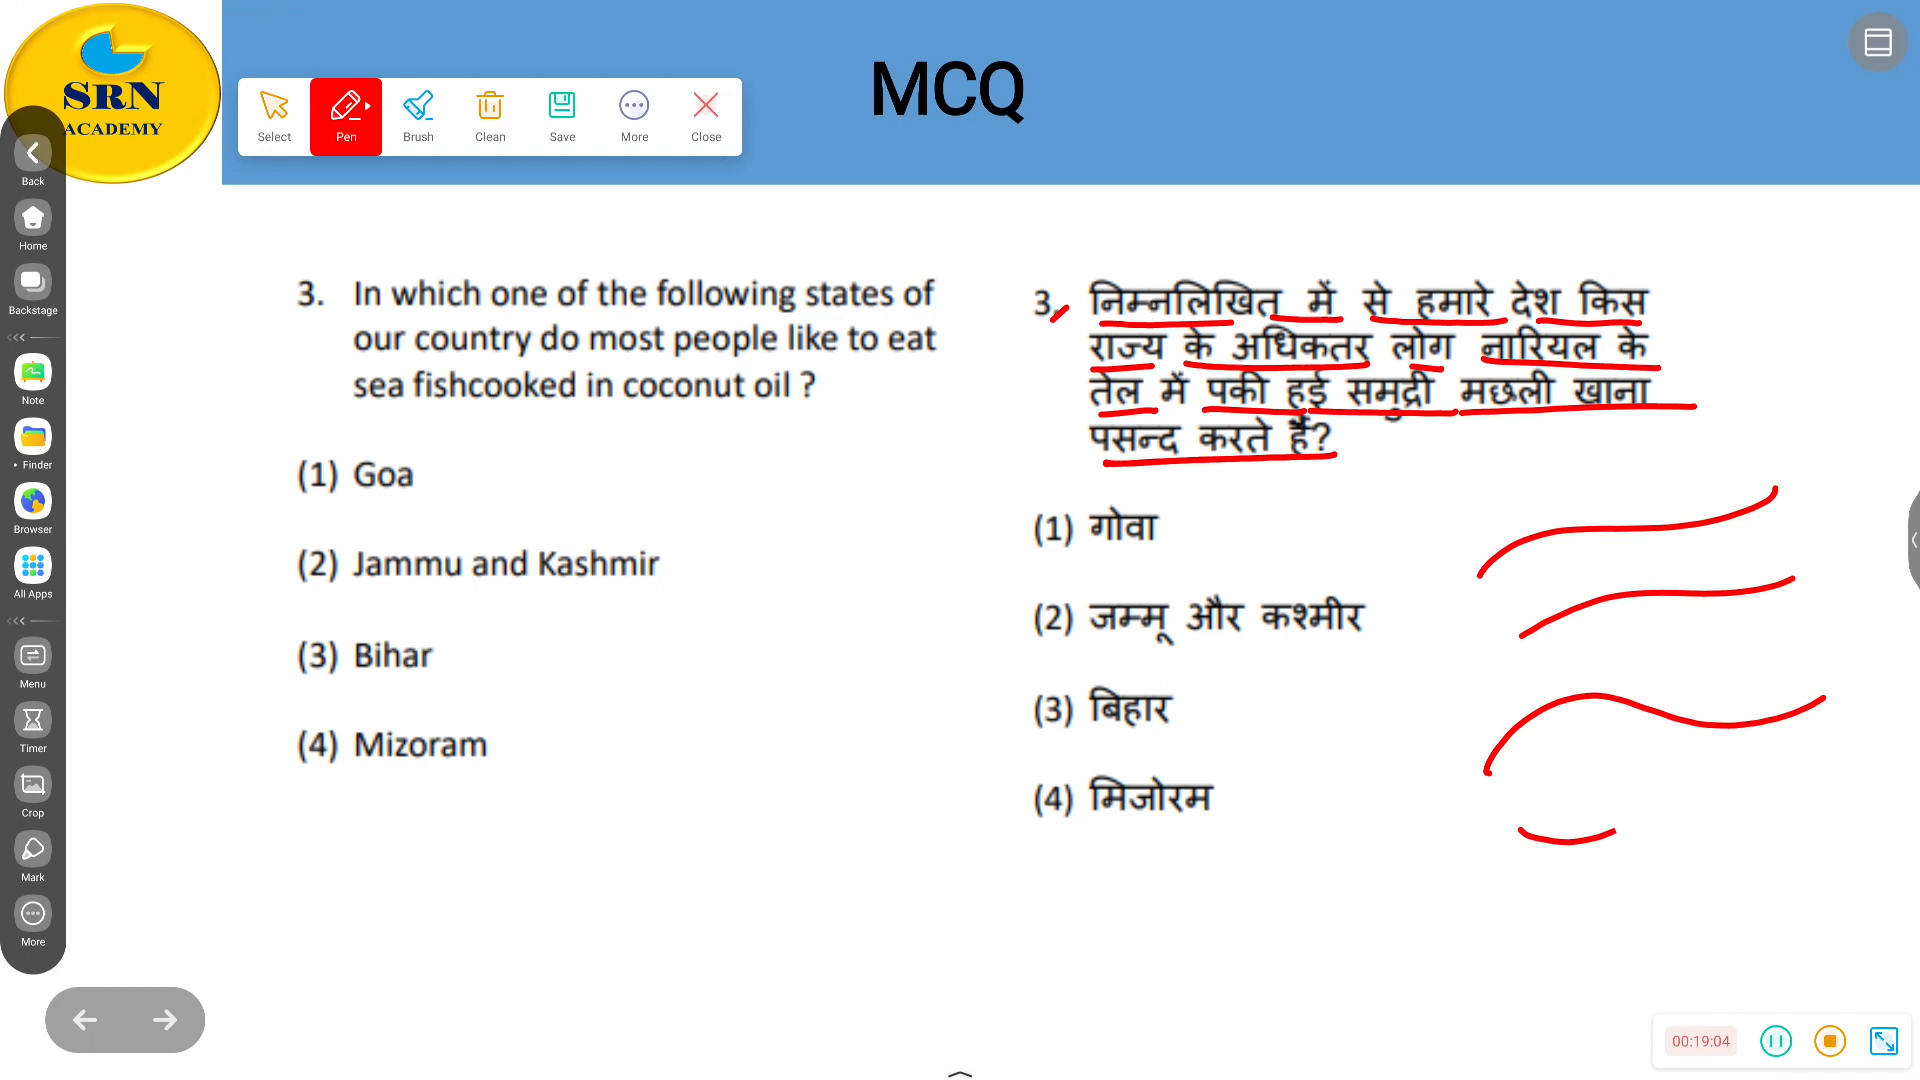 SRN
ACADEMY
MCQ
Select
Pen
Brush
Clean
Save
More
Close
Back
Home
Backstage
Note
Finder
Browser
All Apps
Menu
Timer
Crop
Mark
More
3. In which one of the following states of
our country do most people like to eat
sea fishcooked in coconut oil ?
(1) Goa
(2) Jammu and Kashmir
(3) Bihar
(4) Mizoram
3. निम्नलिखित में से हमारे देश किस
राज्य के अधिकतर लोग नारियल के
तेल में पकी हुई समुद्री मछली खाना
पसन्द करते हैं?
(1) गोवा
(2) जम्मू और कश्मीर
(3) बिहार
(4) मिजोरम
00:19:04